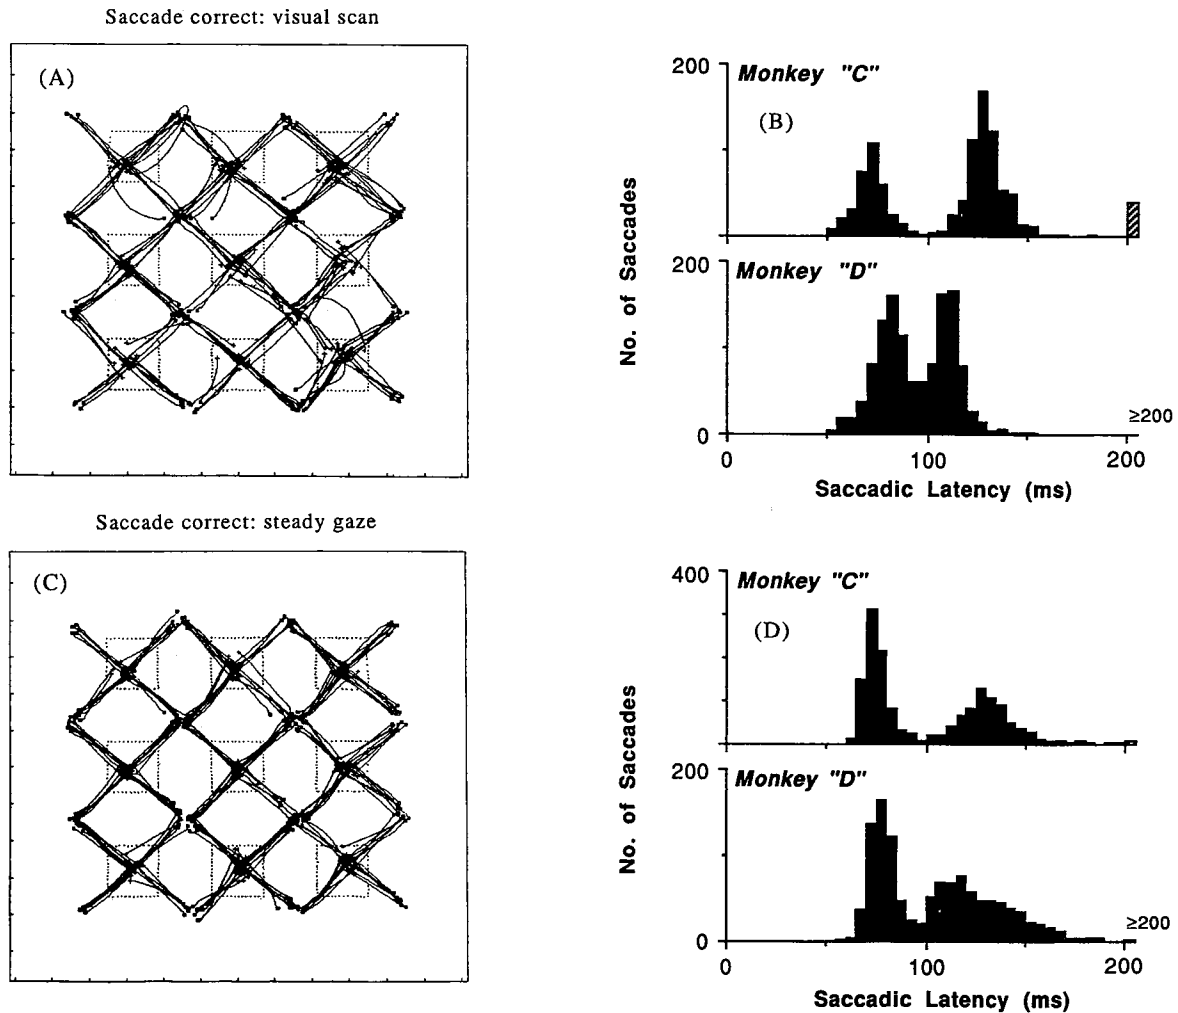 Saccade correct: visual scan
(A)
200
Monkey "C"
(B)
No. of Saccades
200
Monkey "D"
0
≥200
0 100 200
Saccadic Latency (ms)
Saccade correct: steady gaze
(C)
400
Monkey "C"
(D)
No. of Saccades
200
Monkey "D"
0
≥200
0 100 200
Saccadic Latency (ms)